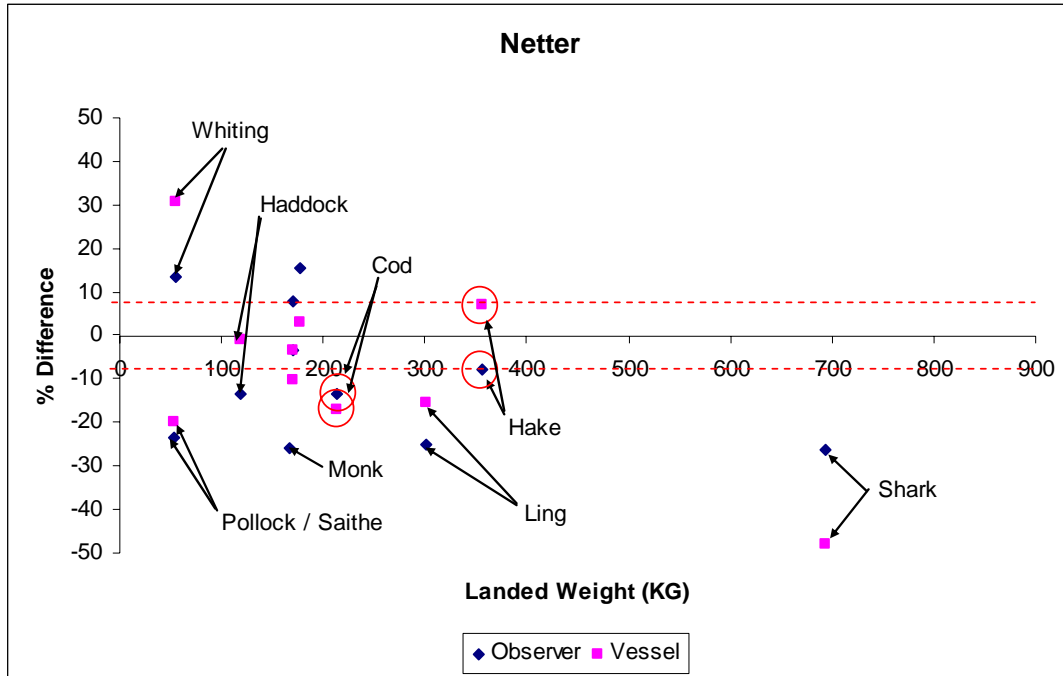 Netter
% Difference
50
40
30
20
10
0
-10
-20
-30
-40
-50
0 100 200 300 400 500 600 700 800 900
Whiting
Haddock
Cod
Hake
Monk
Ling
Shark
Pollock / Saithe
Landed Weight (KG)
Observer Vessel